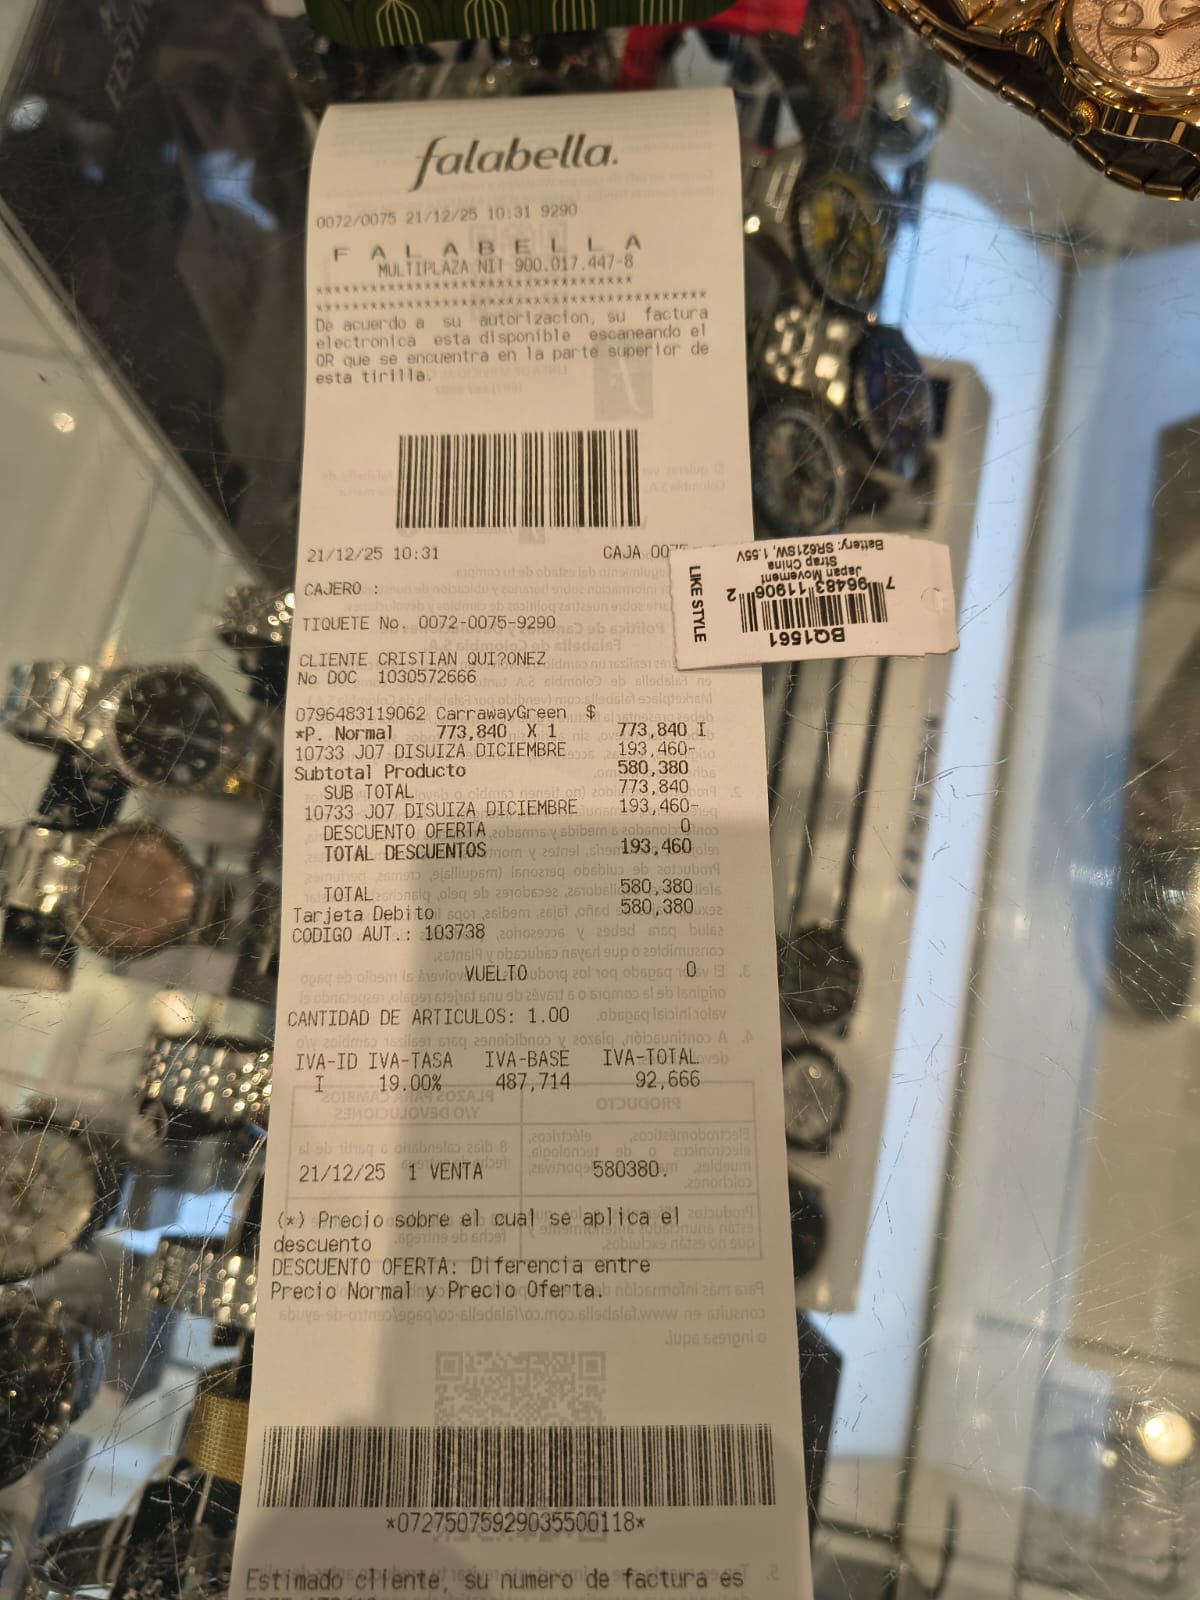 falabella.
0072/0075 21/12/25 10:31 9290
F A L A B E L L A
MULTIPLAZA NIT 900.017.447-8
De acuerdo a su autorizacion, su factura
electronica esta disponible escaneando el
QR que se encuentra en la parte superior de
esta tirilla.
21/12/25 10:31 CAJA 0075
CAJERO :
TIQUETE No. 0072-0075-9290
CLIENTE CRISTIAN QUI?ONEZ
No DOC 1030572666
0796483119062 CarrawayGreen $
*P. Normal 773,840 X 1 773,840 I
10733 J07 DISUIZA DICIEMBRE 193,460-
Subtotal Producto 580,380
SUB TOTAL 773,840
10733 J07 DISUIZA DICIEMBRE 193,460-
DESCUENTO OFERTA 0
TOTAL DESCUENTOS 193,460
TOTAL 580,380
Tarjeta Debito 580,380
CODIGO AUT.: 103738
VUELTO 0
CANTIDAD DE ARTICULOS: 1.00
IVA-ID IVA-TASA IVA-BASE IVA-TOTAL
I 19.00% 487,714 92,666
21/12/25 1 VENTA 580380.
(*) Precio sobre el cual se aplica el
descuento
DESCUENTO OFERTA: Diferencia entre
Precio Normal y Precio Oferta.
*07275075929035500118*
Estimado cliente, su numero de factura es
LIKE STYLE
BQ1561
7 96483 11906 2
Japan Movement
Strap China
Battery: SR621SW, 1.55V